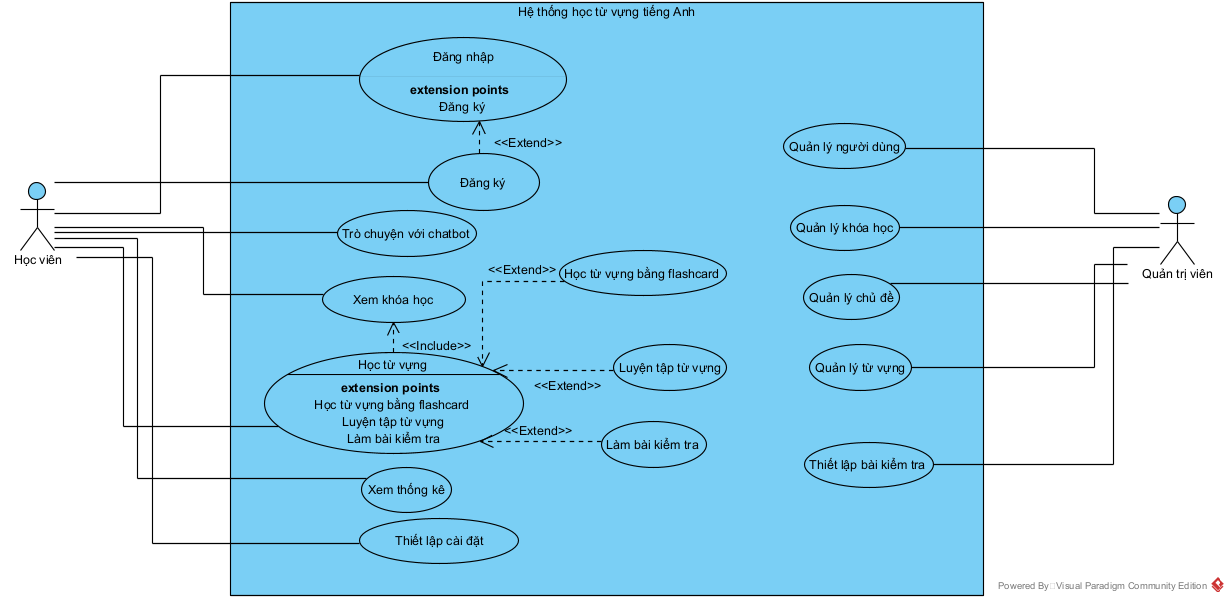 Hệ thống học từ vựng tiếng Anh
Đăng nhập
extension points
Đăng ký
<<Extend>>
Đăng ký
Quản lý người dùng
Học viên
Trò chuyện với chatbot
Quản lý khóa học
Quản trị viên
<<Extend>>
Học từ vựng bằng flashcard
Xem khóa học
Quản lý chủ đề
<<Include>>
Học từ vựng
extension points
Học từ vựng bằng flashcard
Luyện tập từ vựng
Làm bài kiểm tra
Luyện tập từ vựng
<<Extend>>
Quản lý từ vựng
<<Extend>>
Làm bài kiểm tra
Thiết lập bài kiểm tra
Xem thống kê
Thiết lập cài đặt
Powered By Visual Paradigm Community Edition